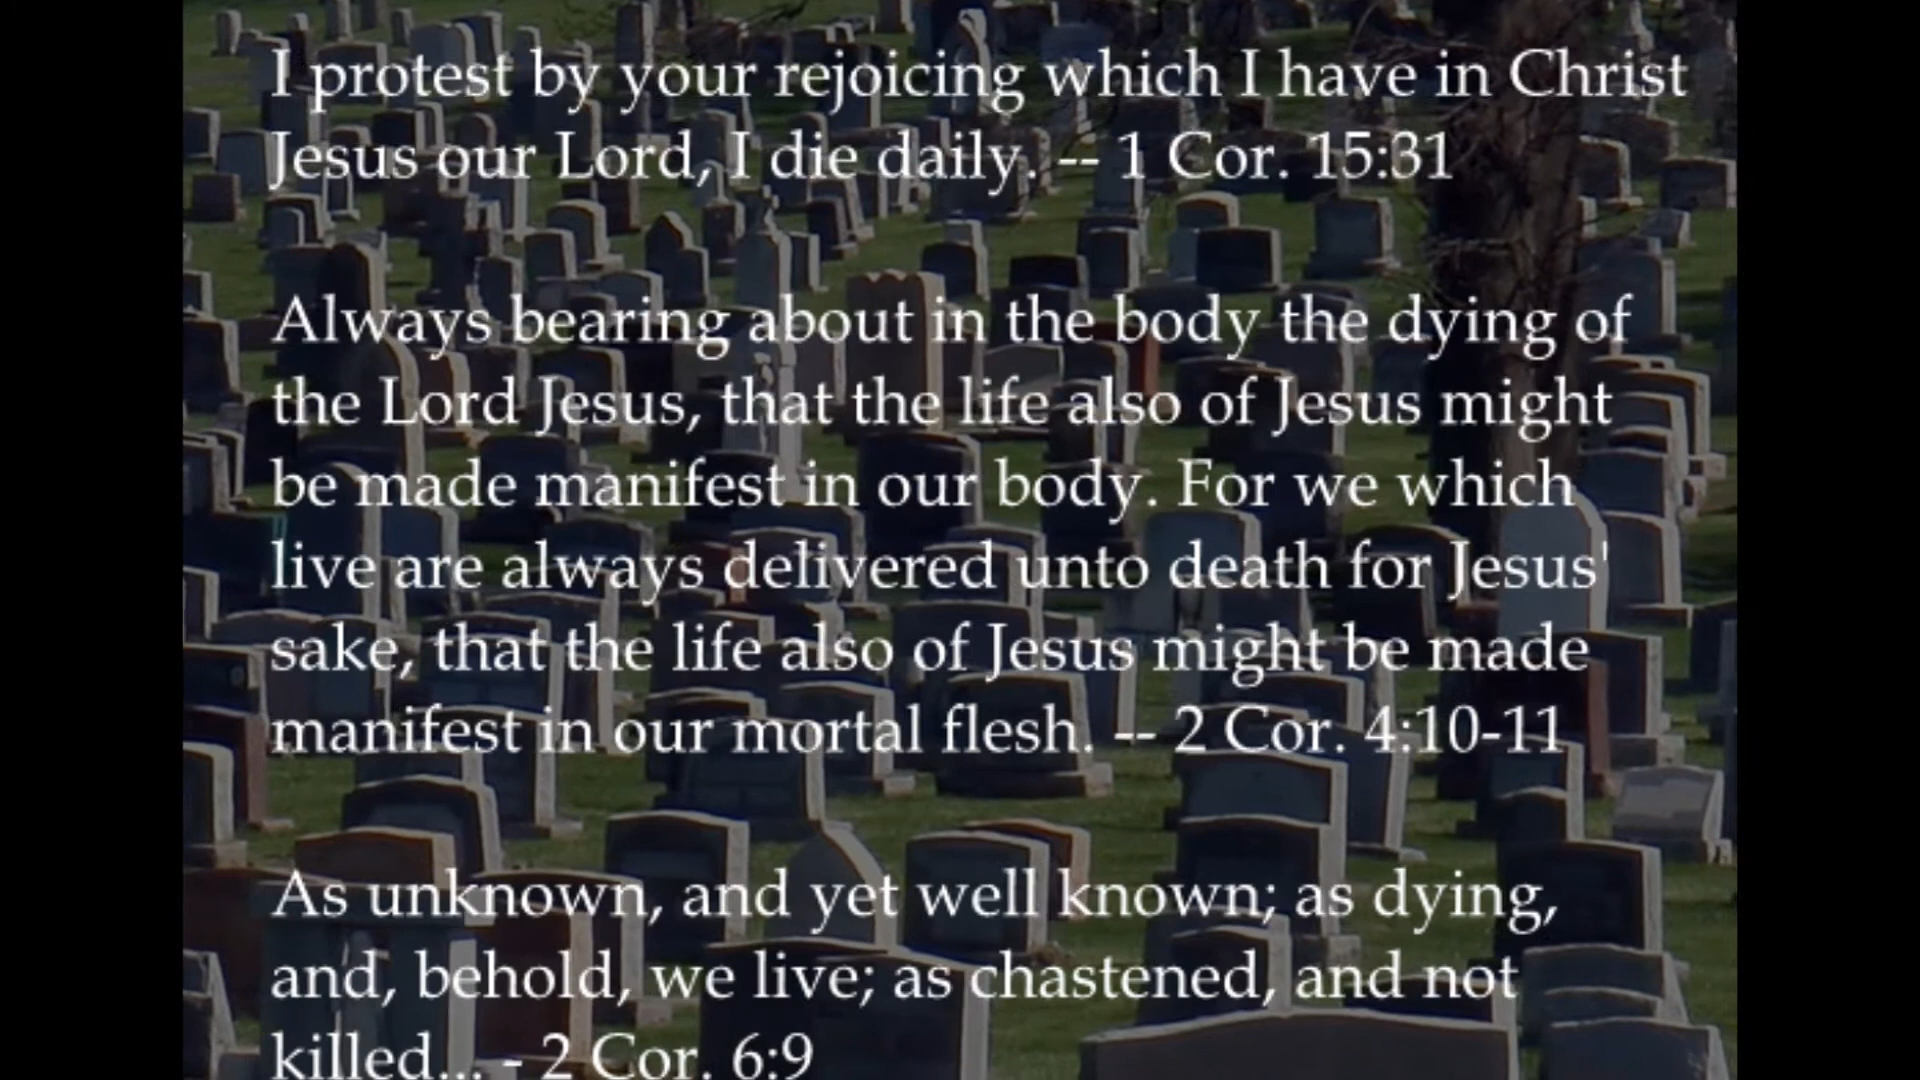 I protest by your rejoicing which I have in Christ
Jesus our Lord, I die daily. -- 1 Cor. 15:31
Always bearing about in the body the dying of
the Lord Jesus, that the life also of Jesus might
be made manifest in our body. For we which
live are always delivered unto death for Jesus'
sake, that the life also of Jesus might be made
manifest in our mortal flesh. -- 2 Cor. 4:10-11
As unknown, and yet well known; as dying,
and, behold, we live; as chastened, and not
killed... - 2 Cor. 6:9